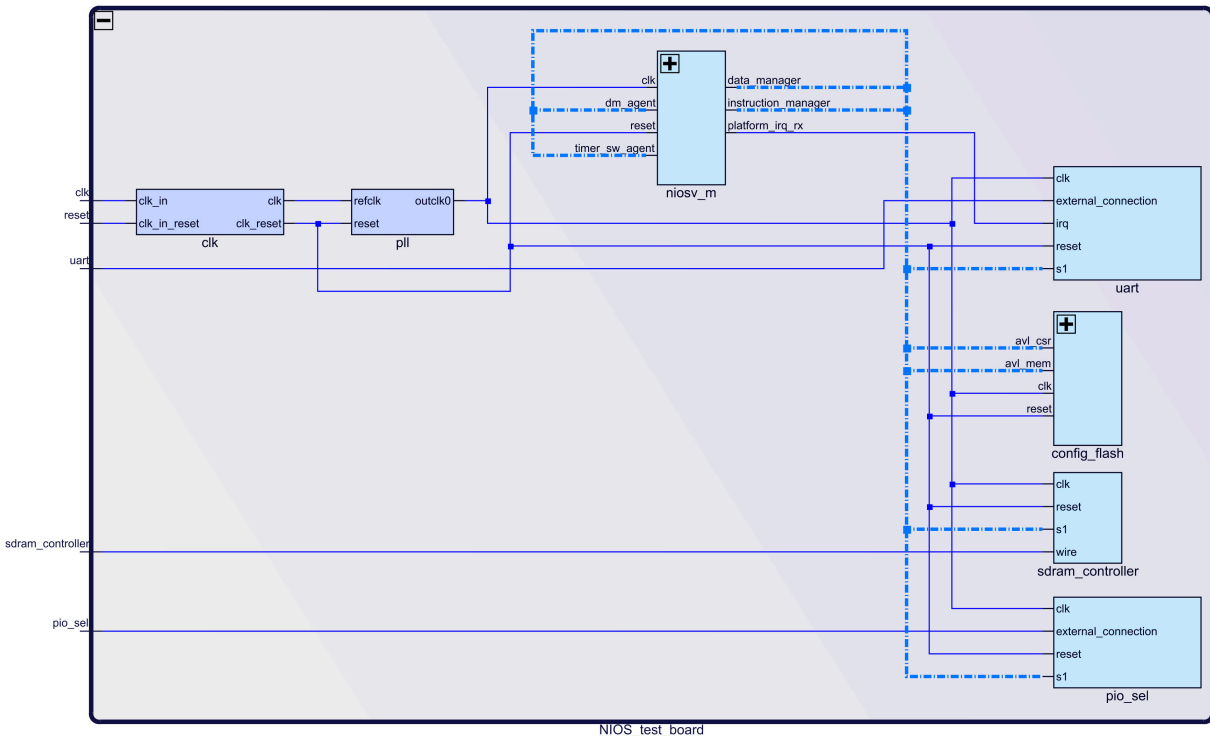 clk
data_manager
dm_agent
instruction_manager
reset
platform_irq_rx
timer_sw_agent
niosv_m
clk
clk_in
clk
refclk
outclk0
reset
clk_in_reset
clk_reset
reset
clk
pll
uart
clk
external_connection
irq
reset
s1
uart
avl_csr
avl_mem
clk
reset
config_flash
clk
reset
s1
wire
sdram_controller
sdram_controller
pio_sel
clk
external_connection
reset
s1
pio_sel
NIOS_test_board